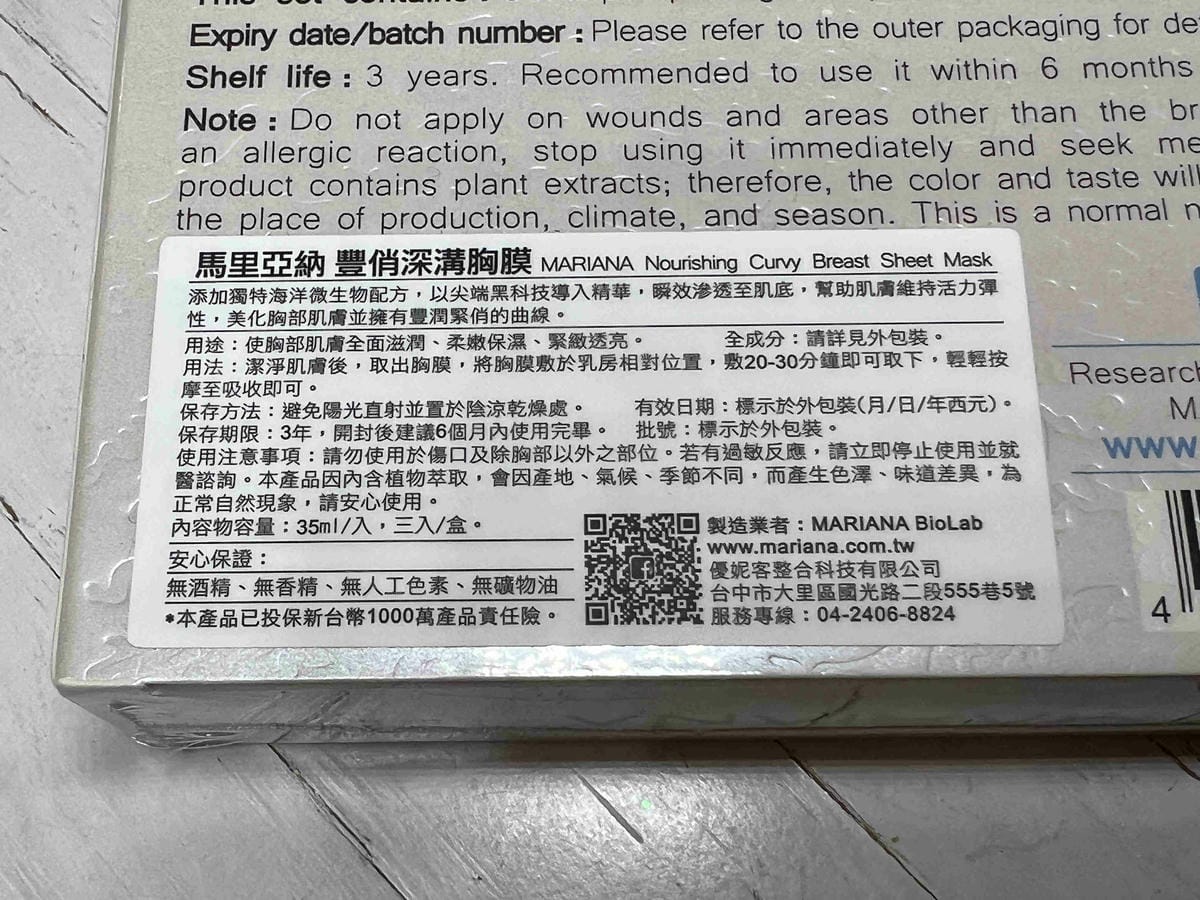 Expiry date/batch number : Please refer to the outer packaging for
Shelf life : 3 years. Recommended to use it within 6 months
Note : Do not apply on wounds and areas other than the
an allergic reaction, stop using it immediately and seek
product contains plant extracts; therefore, the color and taste will
the place of production, climate, and season. This is a normal
馬里亞納 豐俏深溝胸膜 MARIANA Nourishing Curvy Breast Sheet Mask
添加獨特海洋微生物配方，以尖端黑科技導入精華，瞬效滲透至肌底，幫助肌膚維持活力彈
性，美化胸部肌膚並擁有豐潤緊俏的曲線。
用途：使胸部肌膚全面滋潤、柔嫩保濕、緊緻透亮。 全成分：請詳見外包裝。
用法：潔淨肌膚後，取出胸膜，將胸膜敷於乳房相對位置，敷20-30分鐘即可取下，輕輕按
摩至吸收即可。
保存方法：避免陽光直射並置於陰涼乾燥處。 有效日期：標示於外包裝(月/日/年西元)。
保存期限：3年，開封後建議6個月內使用完畢。 批號：標示於外包裝。
使用注意事項：請勿使用於傷口及除胸部以外之部位。若有過敏反應，請立即停止使用並就
醫諮詢。本產品因內含植物萃取，會因產地、氣候、季節不同，而產生色澤、味道差異，為
正常自然現象，請安心使用。
內容物容量：35ml/入，三入/盒。
安心保證：
無酒精、無香精、無人工色素、無礦物油
*本產品已投保新台幣1000萬產品責任險。
製造業者：MARIANA BioLab
www.mariana.com.tw
優妮客整合科技有限公司
台中市大里區國光路二段555巷5號
服務專線：04-2406-8824
Research
www
4